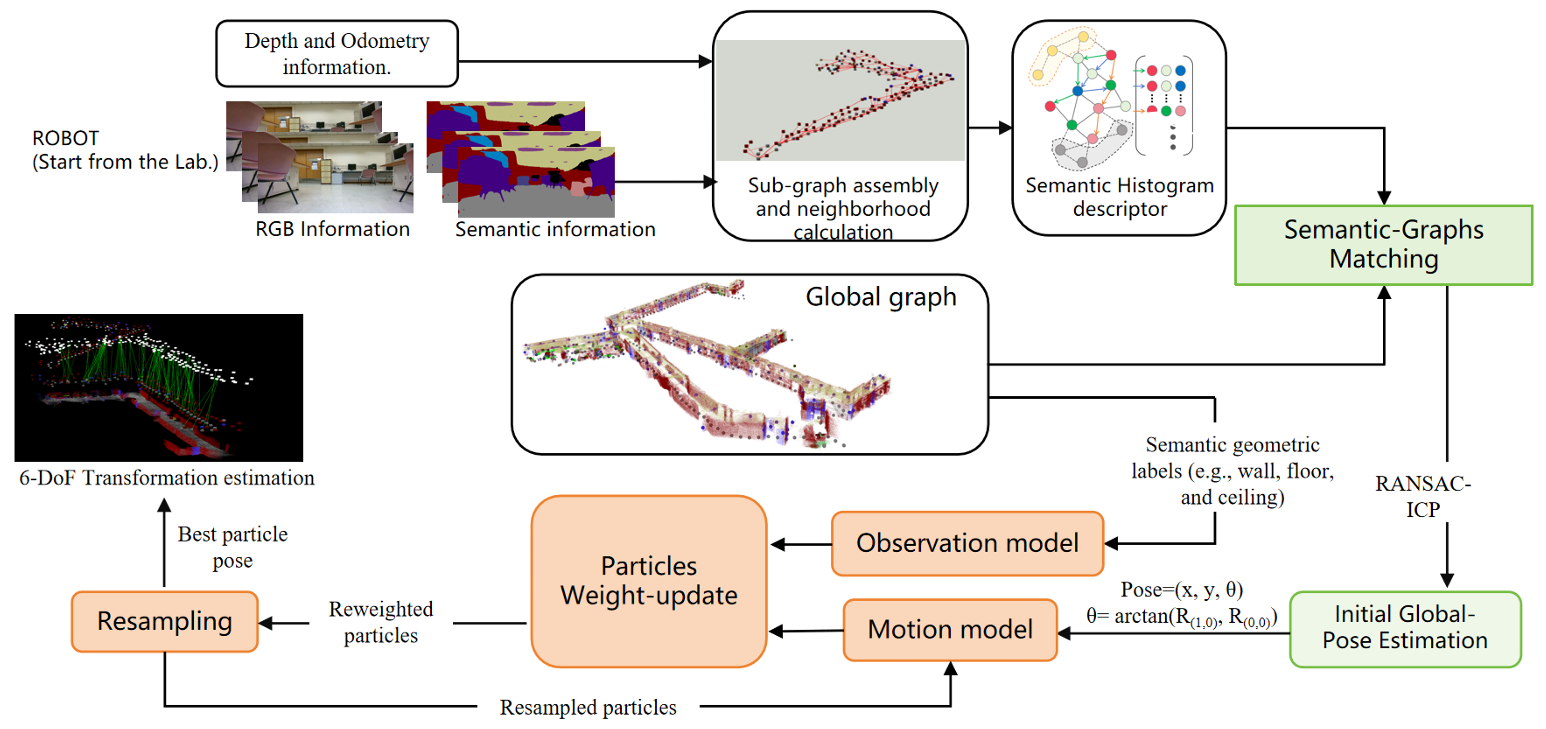 Depth and Odometry
information.
ROBOT
(Start from the Lab.)
RGB Information
Semantic information
Sub-graph assembly
and neighborhood
calculation
Semantic Histogram
descriptor
Semantic-Graphs
Matching
Global graph
6-DoF Transformation estimation
Semantic geometric
labels (e.g., wall, floor,
and ceiling)
RANSAC-
ICP
Best particle
pose
Observation model
Particles
Weight-update
Pose=(x, y, θ)
θ= arctan(R(1,0), R(0,0))
Initial Global-
Pose Estimation
Motion model
Reweighted
particles
Resampling
Resampled particles